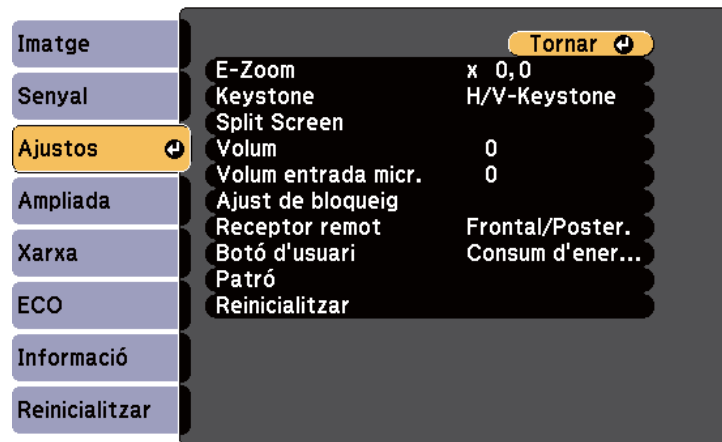 Imatge
Senyal
Ajustos
Ampliada
Xarxa
ECO
Informació
Reinicialitzar
Tornar
E-Zoom x 0,0
Keystone H/V-Keystone
Split Screen
Volum 0
Volum entrada micr. 0
Ajust de bloqueig
Receptor remot Frontal/Poster.
Botó d'usuari Consum d'ener...
Patró
Reinicialitzar